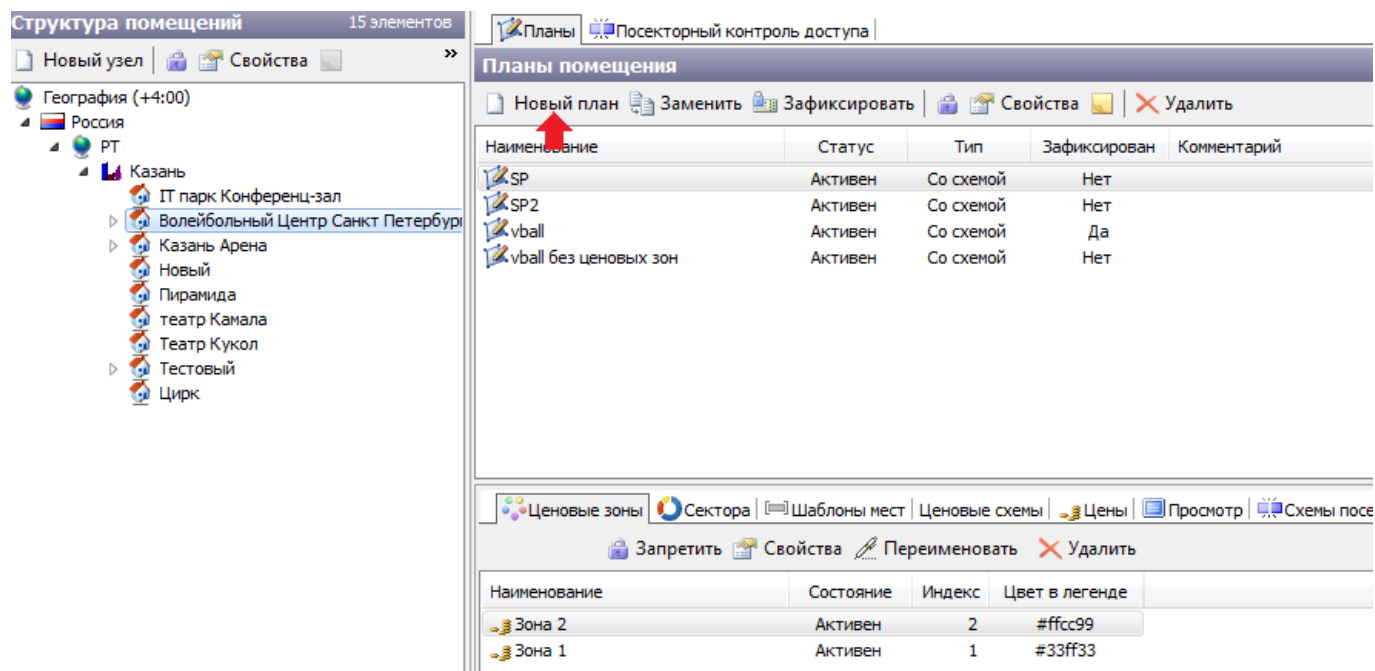 Структура помещений 15 элементов
Новый узел Свойства »
География (+4:00)
Россия
РТ
Казань
IT парк Конференц-зал
Волейбольный Центр Санкт Петербур
Казань Арена
Новый
Пирамида
театр Камала
Театр Кукол
Тестовый
Цирк
Планы Посекторный контроль доступа
Планы помещения
Новый план Заменить Зафиксировать Свойства Удалить
Наименование Статус Тип Зафиксирован Комментарий
SP Активен Со схемой Нет
SP2 Активен Со схемой Нет
vball Активен Со схемой Да
vball без ценовых зон Активен Со схемой Нет
Ценовые зоны Сектора Шаблоны мест Ценовые схемы Цены Просмотр Схемы посе
Запретить Свойства Переименовать Удалить
Наименование Состояние Индекс Цвет в легенде
Зона 2 Активен 2 #ffcc99
Зона 1 Активен 1 #33ff33